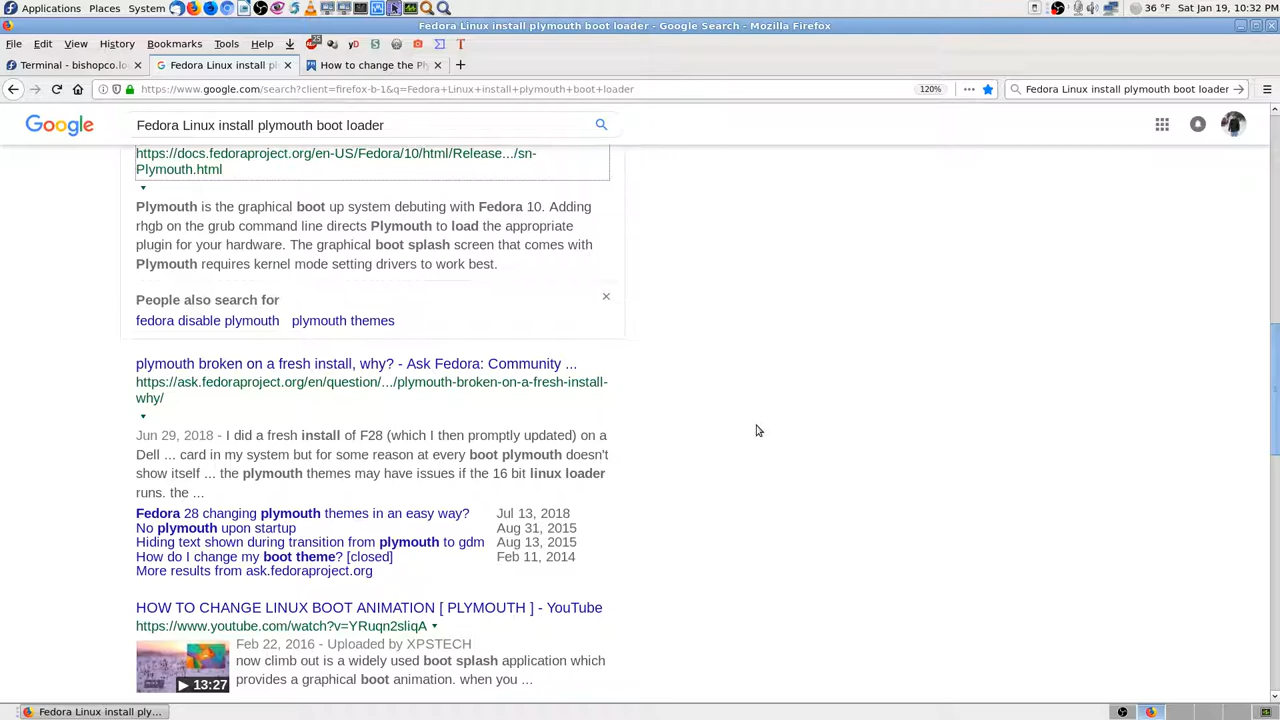 Applications Places System 36 °F Sat Jan 19, 10:32 PM
Fedora Linux install plymouth boot loader - Google Search - Mozilla Firefox
File Edit View History Bookmarks Tools Help
Terminal - bishopco.lo × Fedora Linux install pl × How to change the Ply ×
https://www.google.com/search?client=firefox-b-1&q=Fedora+Linux+install+plymouth+boot+loader 120% Fedora Linux install plymouth boot loader
Google Fedora Linux install plymouth boot loader
https://docs.fedoraproject.org/en-US/Fedora/10/html/Release.../sn-
Plymouth.html
Plymouth is the graphical boot up system debuting with Fedora 10. Adding
rhgb on the grub command line directs Plymouth to load the appropriate
plugin for your hardware. The graphical boot splash screen that comes with
Plymouth requires kernel mode setting drivers to work best.
People also search for
fedora disable plymouth plymouth themes
plymouth broken on a fresh install, why? - Ask Fedora: Community ...
https://ask.fedoraproject.org/en/question/.../plymouth-broken-on-a-fresh-install-
why/
Jun 29, 2018 - I did a fresh install of F28 (which I then promptly updated) on a
Dell ... card in my system but for some reason at every boot plymouth doesn't
show itself ... the plymouth themes may have issues if the 16 bit linux loader
runs. the ...
Fedora 28 changing plymouth themes in an easy way? Jul 13, 2018
No plymouth upon startup Aug 31, 2015
Hiding text shown during transition from plymouth to gdm Aug 13, 2015
How do I change my boot theme? [closed] Feb 11, 2014
More results from ask.fedoraproject.org
HOW TO CHANGE LINUX BOOT ANIMATION [ PLYMOUTH ] - YouTube
https://www.youtube.com/watch?v=YRuqn2sliqA
Feb 22, 2016 - Uploaded by XPSTECH
now climb out is a widely used boot splash application which
provides a graphical boot animation. when you ...
13:27
Fedora Linux install ply...